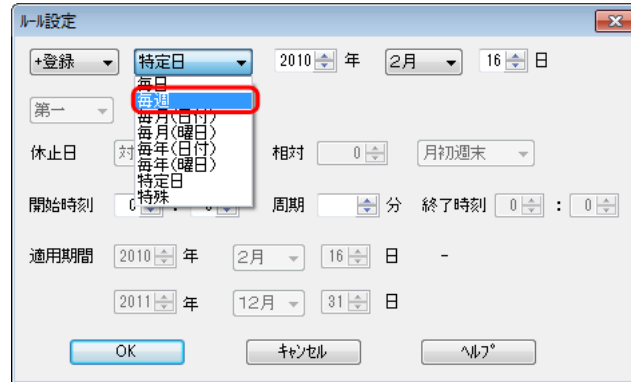 ルール設定
+登録 特定日 2010 年 2月 16 日
毎日
毎週
毎月(日付)
毎月(曜日)
毎年(日付)
毎年(曜日)
特定日
特殊
第一
休止日 対 相対 0 月初週末
開始時刻 0 : 0 周期 分 終了時刻 0 : 0
適用期間 2010 年 2月 16 日 -
2011 年 12月 31 日
OK キャンセル ヘルプ